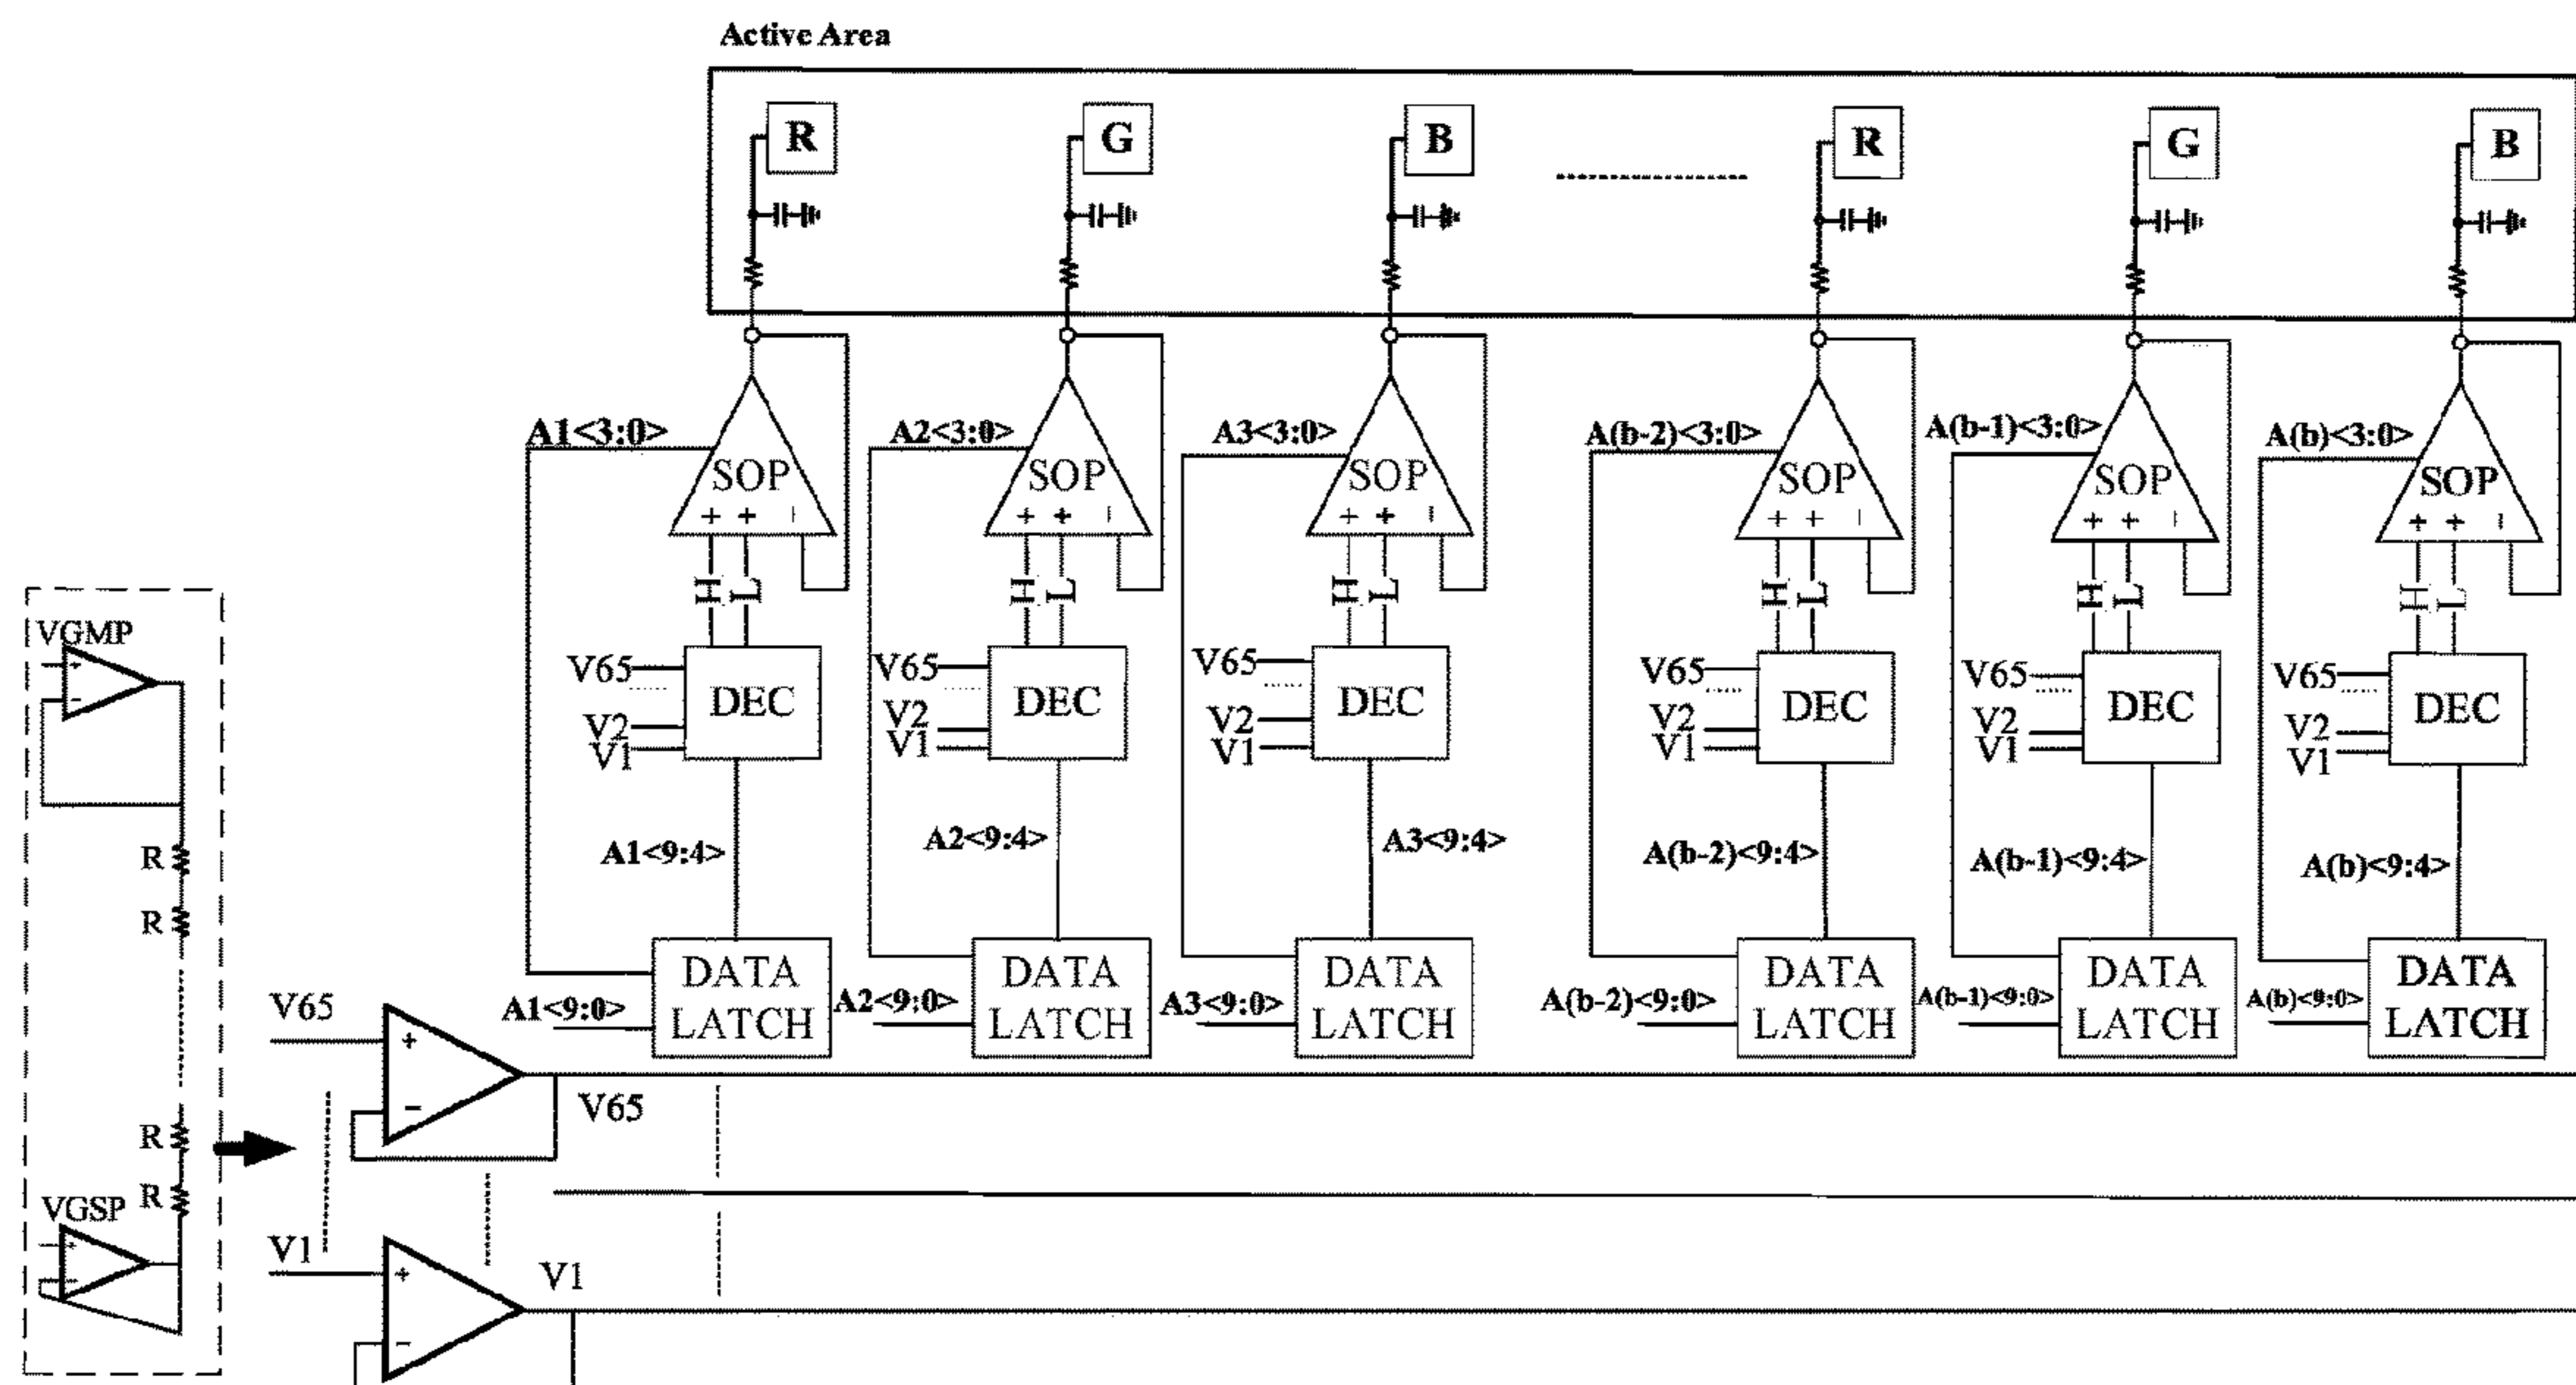 Active Area
R G B R G B
A1<3:0> A2<3:0> A3<3:0> A(b-2)<3:0> A(b-1)<3:0> A(b)<3:0>
SOP SOP SOP SOP SOP SOP
+ + - + + - + + - + + - + + - + + -
H L H L H L H L H L H L
V65 V65 V65 V65 V65 V65
DEC DEC DEC DEC DEC DEC
V2 V2 V2 V2 V2 V2
V1 V1 V1 V1 V1 V1
A1<9:4> A2<9:4> A3<9:4> A(b-2)<9:4> A(b-1)<9:4> A(b)<9:4>
DATA DATA DATA DATA DATA DATA
LATCH LATCH LATCH LATCH LATCH LATCH
A1<9:0> A2<9:0> A3<9:0> A(b-2)<9:0> A(b-1)<9:0> A(b)<9:0>
VGMP
+
-
R
R
R
R
VGSP
+
-
V65
+
-
V65
V1
+
-
V1